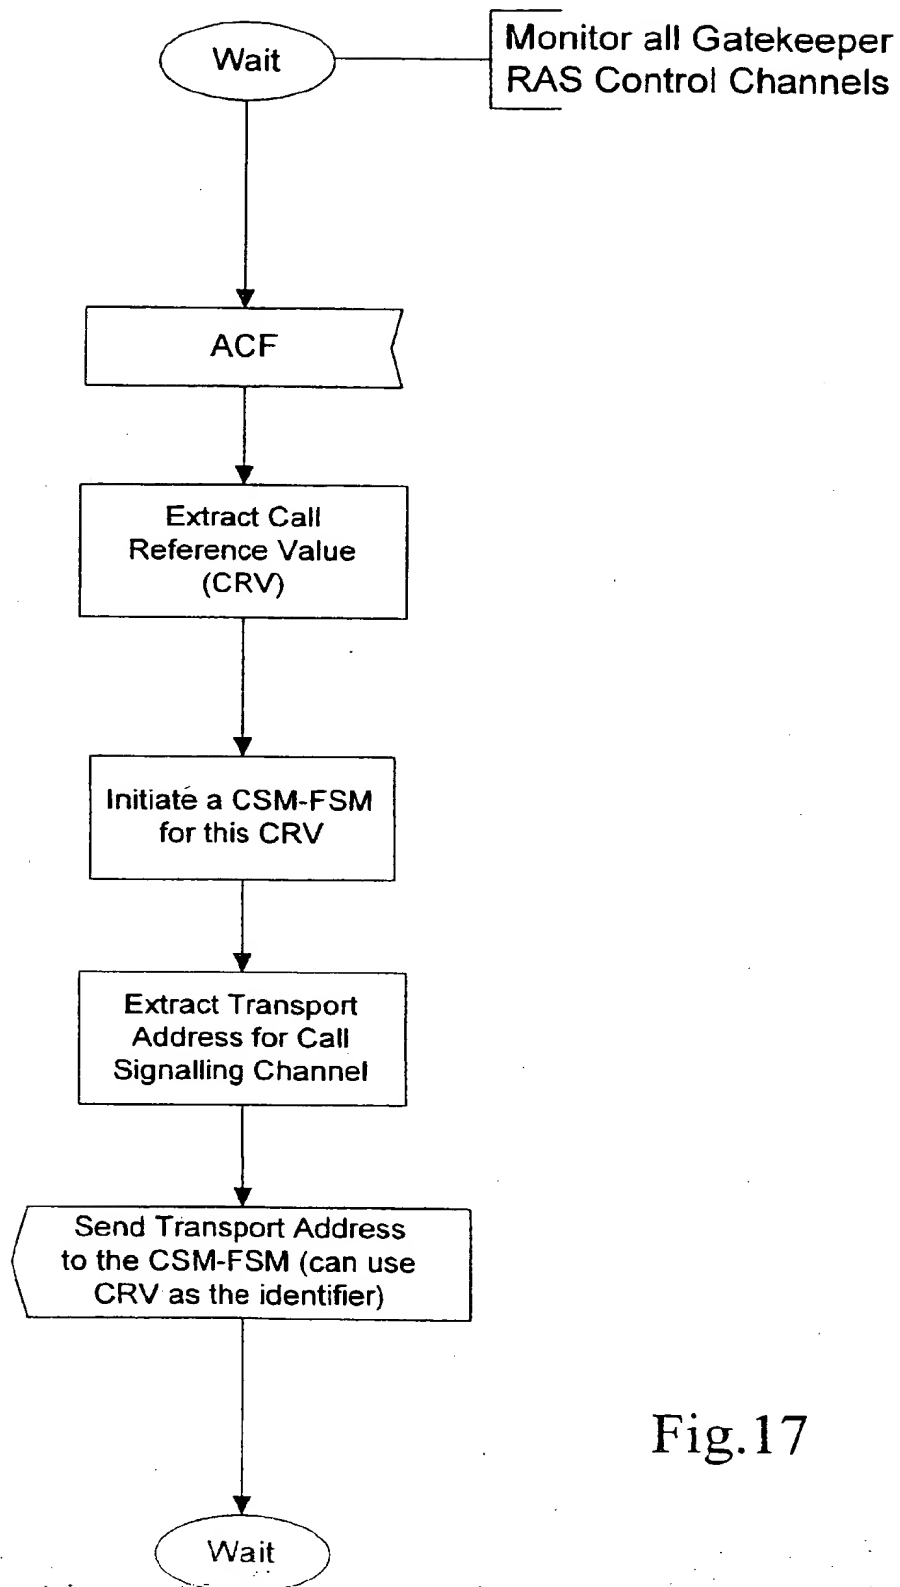 Wait
Monitor all Gatekeeper
RAS Control Channels
ACF
Extract Call
Reference Value
(CRV)
Initiate a CSM-FSM
for this CRV
Extract Transport
Address for Call
Signalling Channel
Send Transport Address
to the CSM-FSM (can use
CRV as the identifier)
Fig.17
Wait